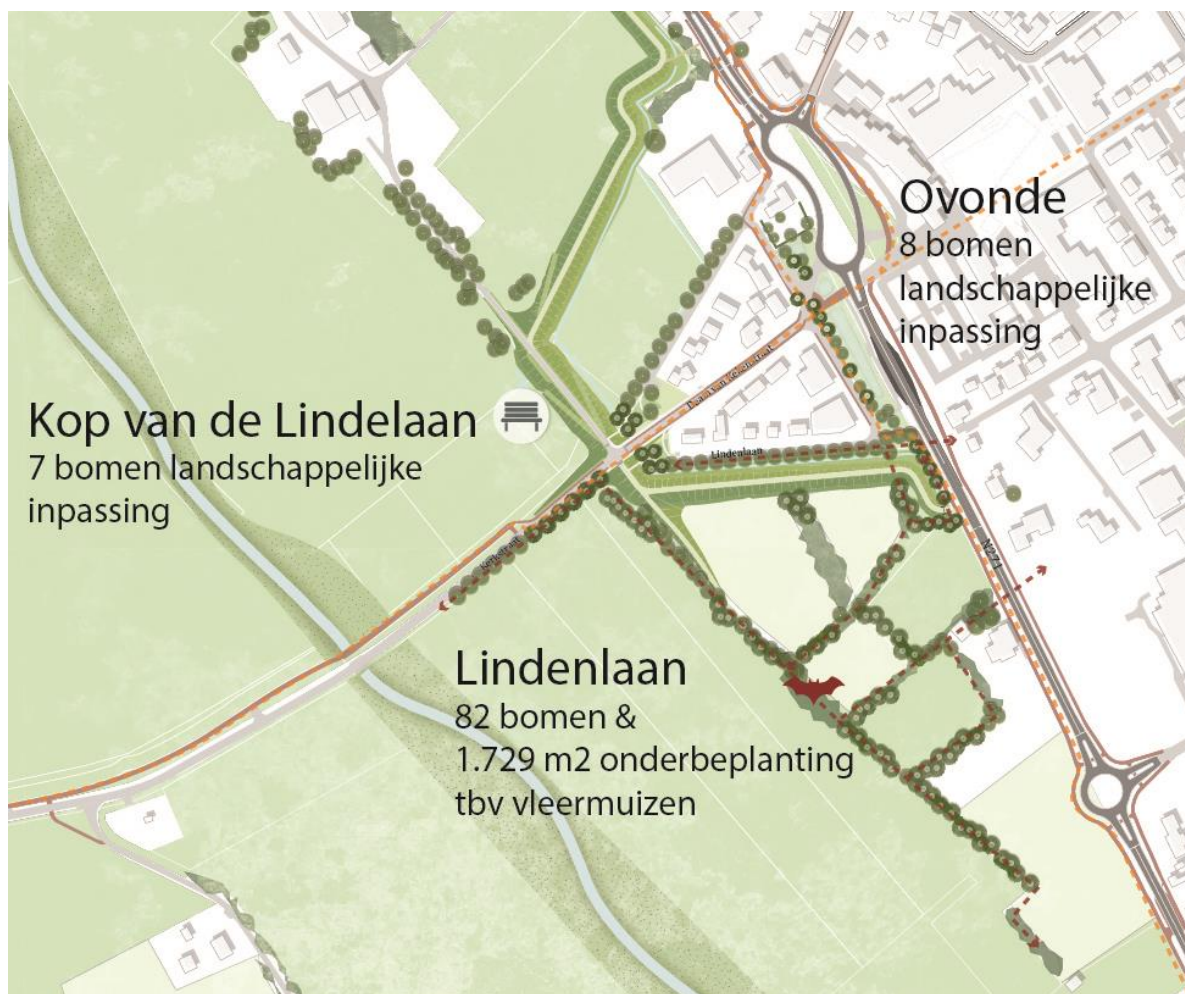 Ovonde
8 bomen
landschappelijke
inpassing
Kop van de Lindelaan
7 bomen landschappelijke
inpassing
Lindenlaan
Kerkstraat
N271
Lindenlaan
82 bomen &
1.729 m2 onderbeplanting
tbv vleermuizen